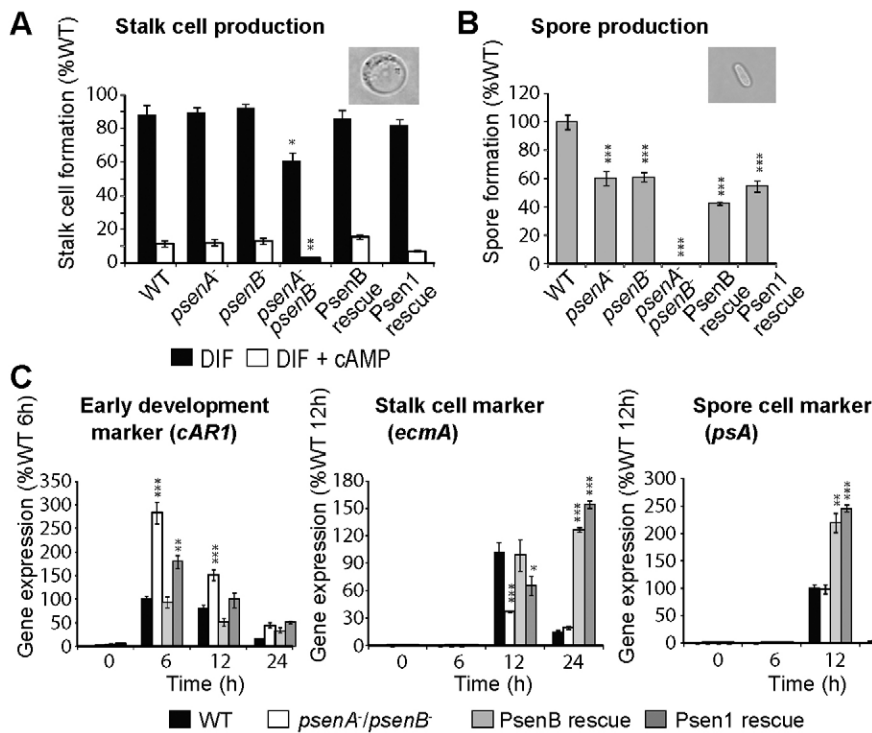 A Stalk cell production
Stalk cell formation (%WT)
100
80
60
40
20
0
*
**
WT
psenA-
psenB-
psenA-
psenB-
PsenB
rescue
Psen1
rescue
DIF DIF + cAMP
B Spore production
Spore formation (%WT)
120
100
80
60
40
20
0
***
***
***
***
***
WT
psenA-
psenB-
psenA-
psenB-
PsenB
rescue
Psen1
rescue
C
Early development
marker (cAR1)
Gene expression (%WT 6h)
350
300
250
200
150
100
50
0
***
**
***
0 6 12 24
Time (h)
Stalk cell marker
(ecmA)
Gene expression (%WT 12h)
180
150
120
90
60
30
0
***
*
***
***
0 6 12 24
Time (h)
Spore cell marker
(psA)
Gene expression (%WT 12h)
300
250
200
150
100
50
0
**
***
0 6 12
Time (h)
WT psenA-/psenB- PsenB rescue Psen1 rescue